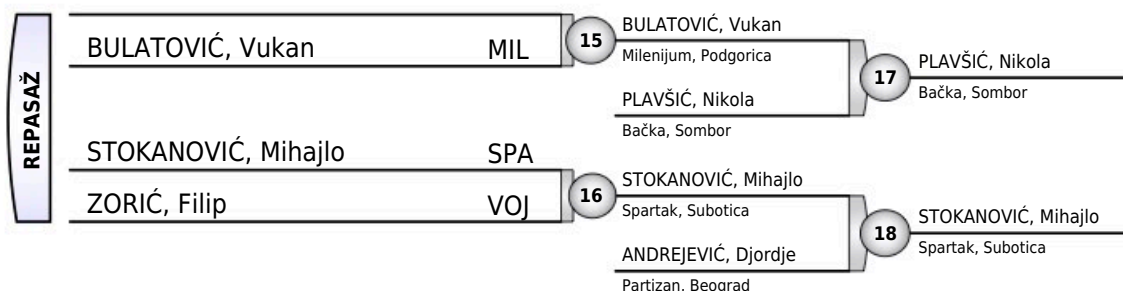 REPASAŽ
BULATOVIĆ, Vukan MIL
STOKANOVIĆ, Mihajlo SPA
ZORIĆ, Filip VOJ
15
BULATOVIĆ, Vukan
Milenijum, Podgorica
PLAVŠIĆ, Nikola
Bačka, Sombor
16
STOKANOVIĆ, Mihajlo
Spartak, Subotica
ANDREJEVIĆ, Djordje
Partizan, Beograd
17
PLAVŠIĆ, Nikola
Bačka, Sombor
18
STOKANOVIĆ, Mihajlo
Spartak, Subotica